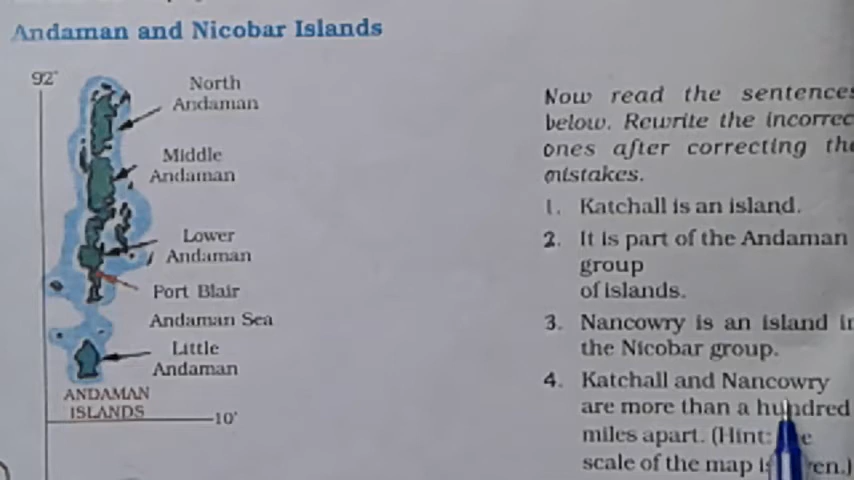 Andaman and Nicobar Islands
92°
North
Andaman
Middle
Andaman
Lower
Andaman
Port Blair
Andaman Sea
Little
Andaman
ANDAMAN
ISLANDS
10°
Now read the sentences
below. Rewrite the incorrec
ones after correcting the
mistakes.
1. Katchall is an island.
2. It is part of the Andaman
group
of islands.
3. Nancowry is an island in
the Nicobar group.
4. Katchall and Nancowry
are more than a hundred
miles apart. (Hint:
scale of the map